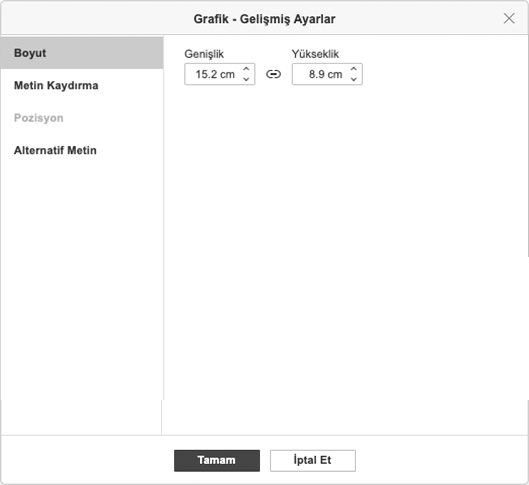 Grafik - Gelişmiş Ayarlar
Boyut
Metin Kaydırma
Pozisyon
Alternatif Metin
Genişlik Yükseklik
15.2 cm 8.9 cm
Tamam İptal Et